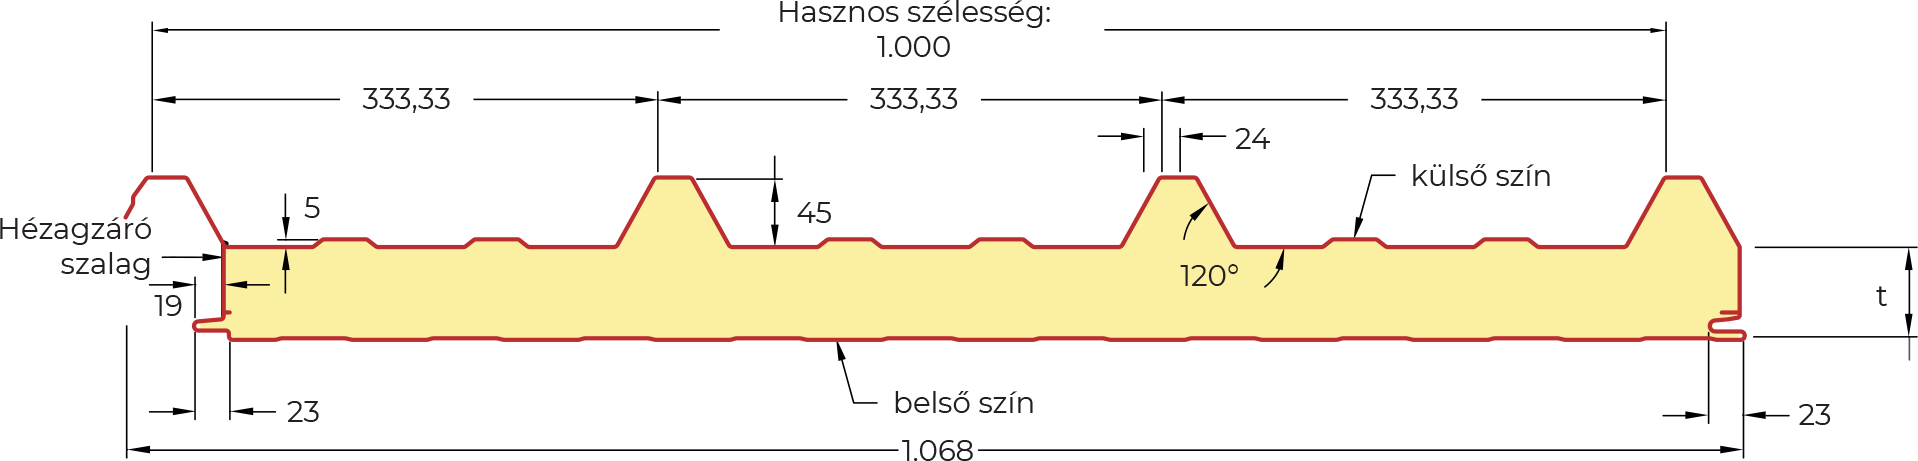 Hasznos szélesség:
1.000
333,33
333,33
333,33
24
külső szín
5
45
Hézagzáró
szalag
120°
19
t
23
belső szín
23
1.068